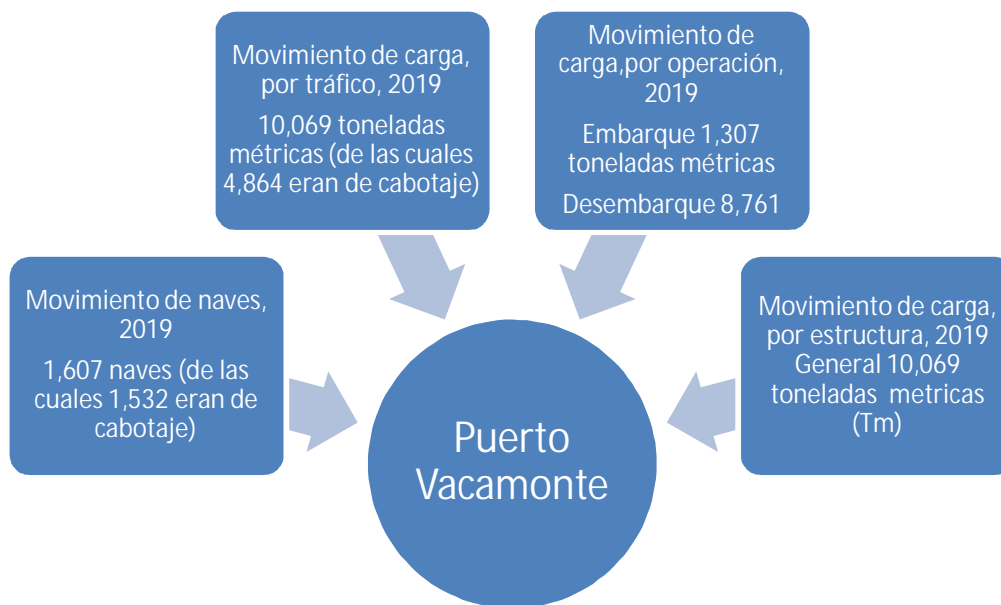 Movimiento de carga,
por tráfico, 2019
10,069 toneladas
métricas (de las cuales
4,864 eran de cabotaje)
Movimiento de
carga,por operación,
2019
Embarque 1,307
toneladas métricas
Desembarque 8,761
Movimiento de naves,
2019
1,607 naves (de las
cuales 1,532 eran de
cabotaje)
Movimiento de carga,
por estructura, 2019
General 10,069
toneladas metricas
(Tm)
Puerto
Vacamonte